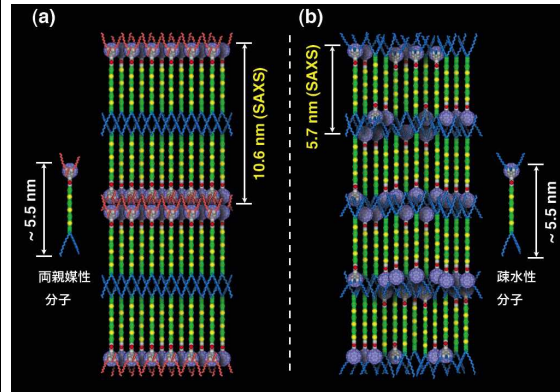 (a)
10.6 nm (SAXS)
~ 5.5 nm
両親媒性
分子
(b)
5.7 nm (SAXS)
~ 5.5 nm
疎水性
分子